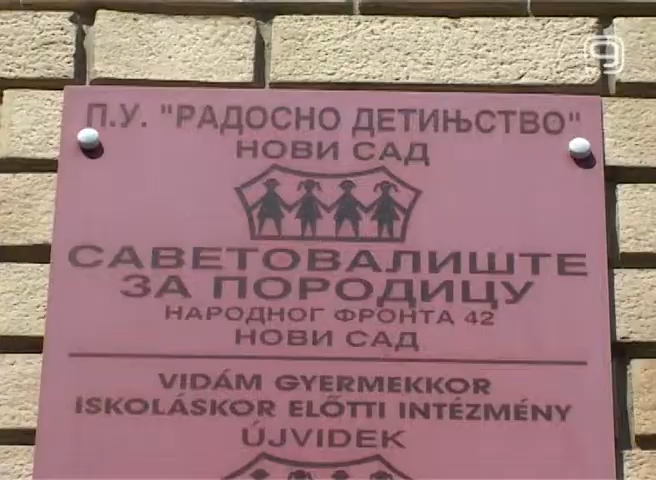 П.У. "РАДОСНО ДЕТИЊСТВО"
НОВИ САД
САВЕТОВАЛИШТЕ
ЗА ПОРОДИЦУ
НАРОДНОГ ФРОНТА 42
НОВИ САД
VIDÁM GYERMEKKOR
ISKOLÁSKOR ELŐTTI INTÉZMÉNY
ÚJVIDEK